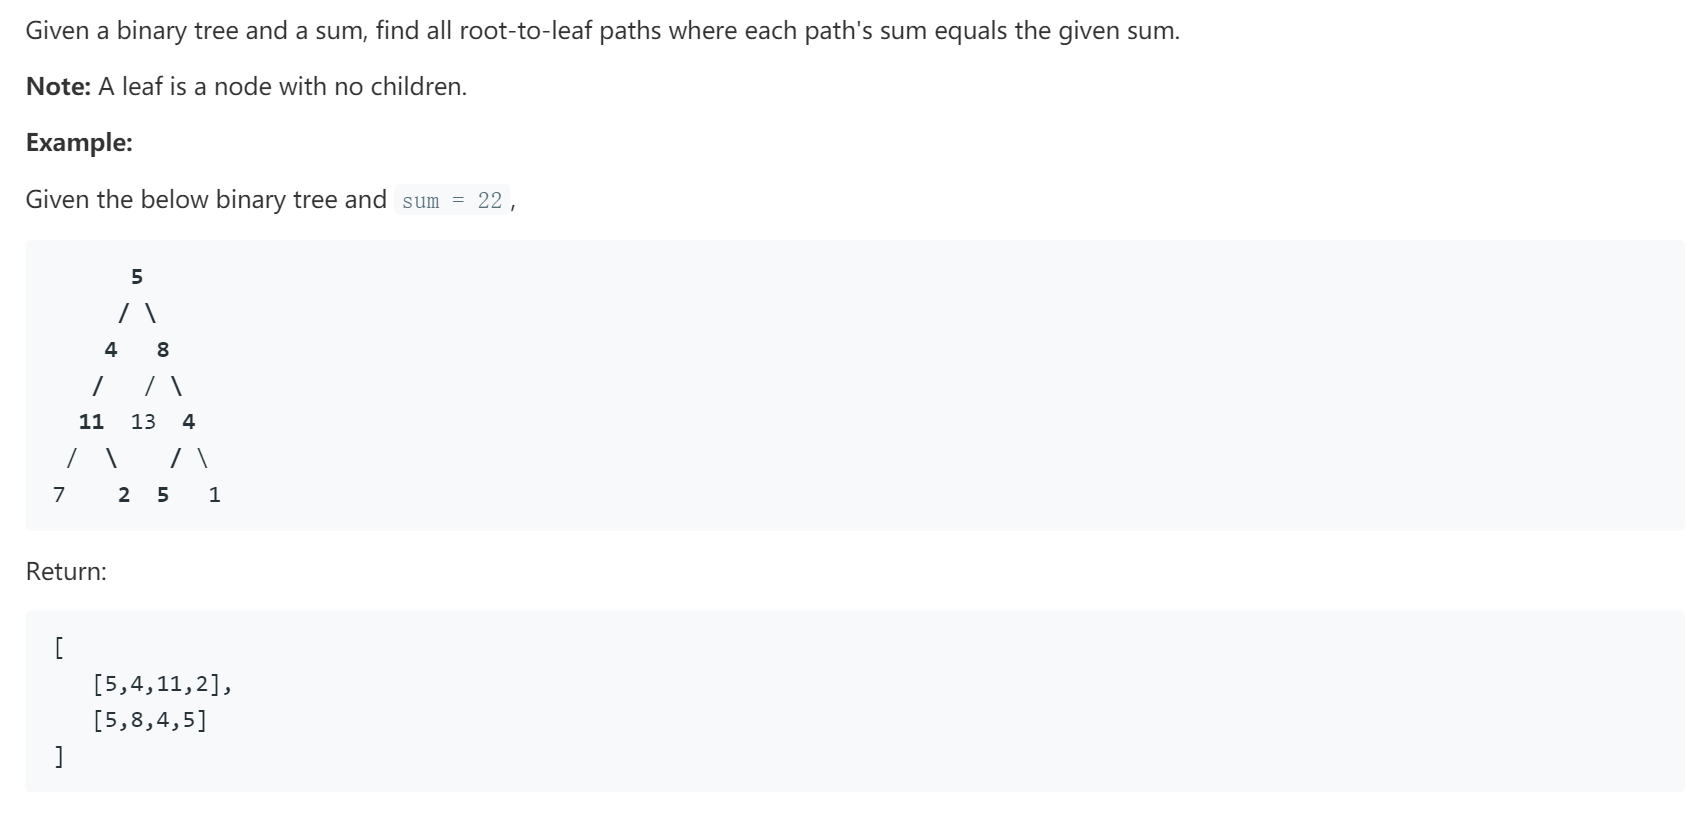 Given a binary tree and a sum, find all root-to-leaf paths where each path's sum equals the given sum.
Note: A leaf is a node with no children.
Example:
Given the below binary tree and sum = 22,
      5
     / \
    4   8
   /   / \
  11  13  4
 /  \    / \
7    2  5   1
Return:
[
   [5,4,11,2],
   [5,8,4,5]
]